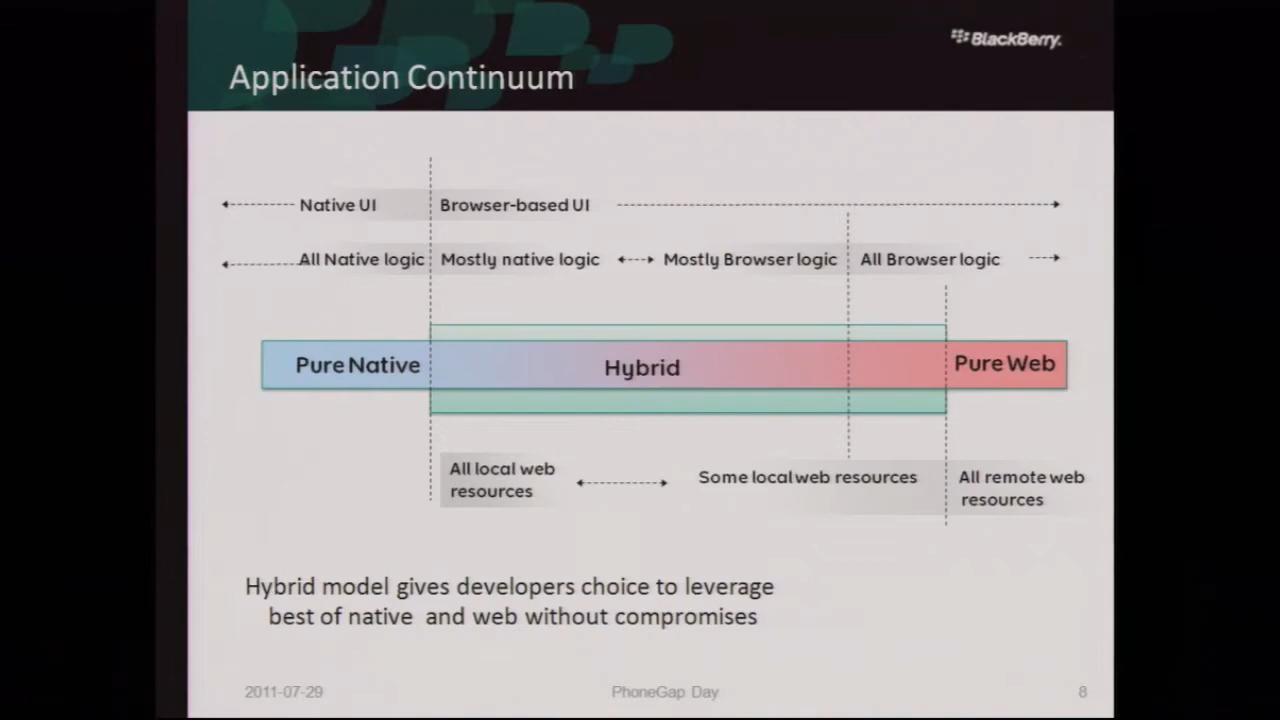 BlackBerry.
Application Continuum
Native UI
Browser-based UI
All Native logic
Mostly native logic
Mostly Browser logic
All Browser logic
Pure Native
Hybrid
Pure Web
All local web
resources
Some local web resources
All remote web
resources
Hybrid model gives developers choice to leverage
best of native and web without compromises
2011-07-29
PhoneGap Day
8